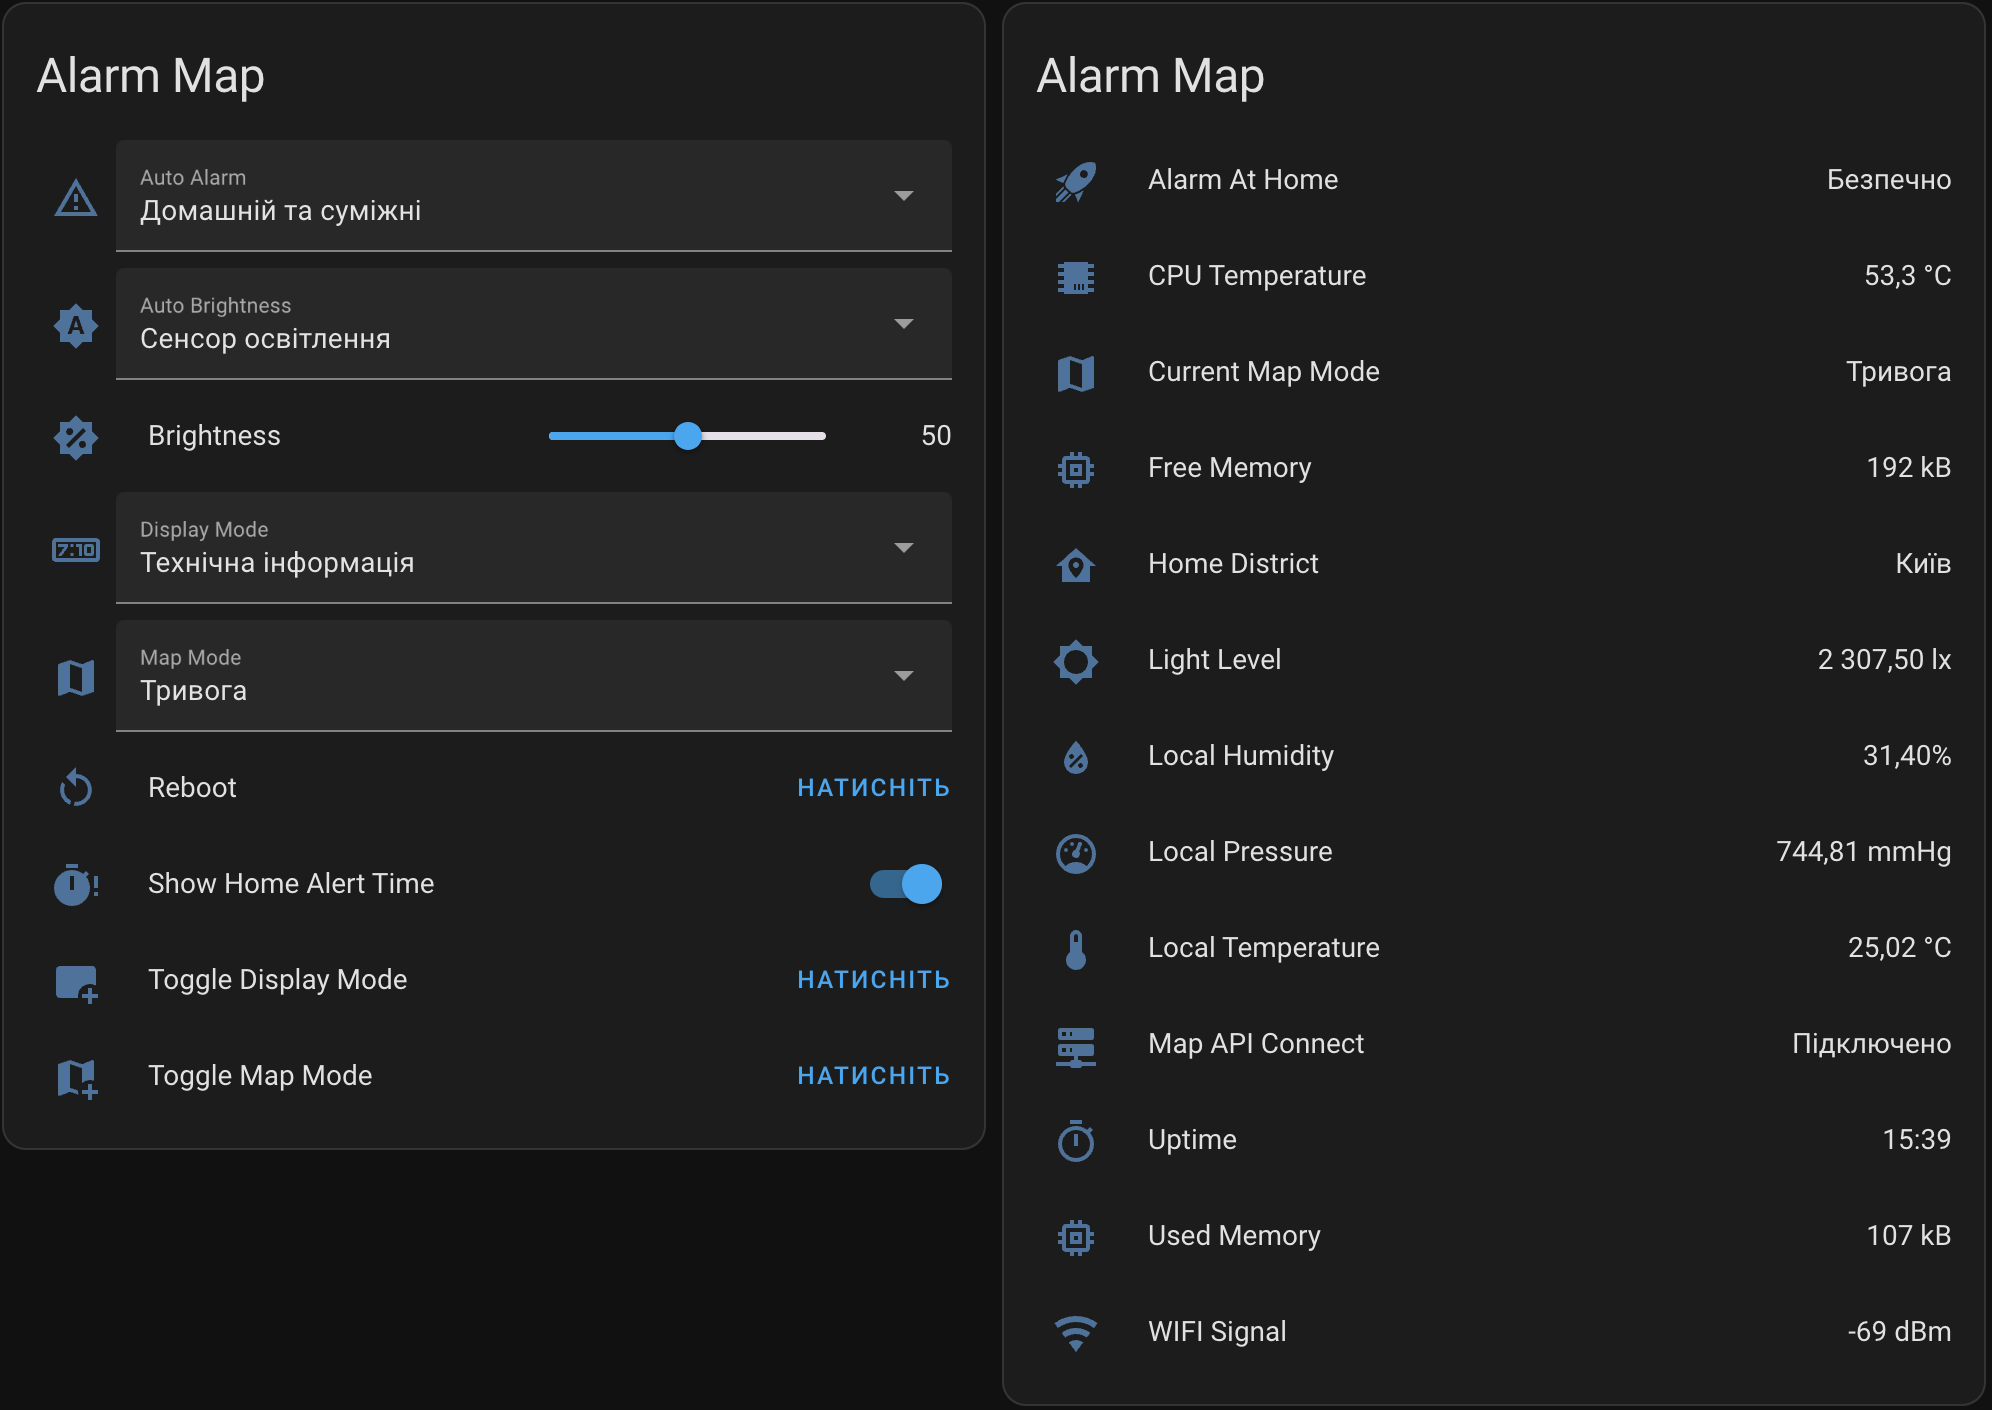 Alarm Map
Auto Alarm
Домашній та суміжні
A
Auto Brightness
Сенсор освітлення
Brightness 50
7:10
Display Mode
Технічна інформація
Map Mode
Тривога
Reboot НАТИСНІТЬ
Show Home Alert Time
Toggle Display Mode НАТИСНІТЬ
Toggle Map Mode НАТИСНІТЬ
Alarm Map
Alarm At Home Безпечно
CPU Temperature 53,3 °C
Current Map Mode Тривога
Free Memory 192 kB
Home District Київ
Light Level 2 307,50 lx
Local Humidity 31,40%
Local Pressure 744,81 mmHg
Local Temperature 25,02 °C
Map API Connect Підключено
Uptime 15:39
Used Memory 107 kB
WIFI Signal -69 dBm